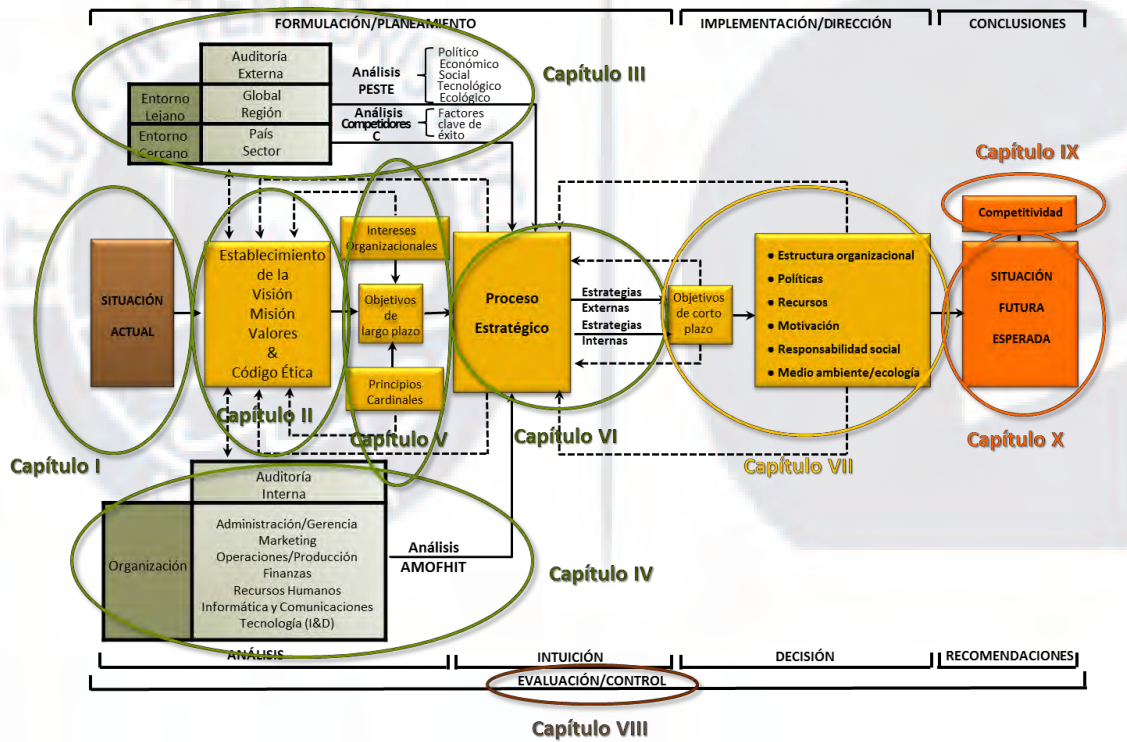 FORMULACIÓN/PLANEAMIENTO
IMPLEMENTACIÓN/DIRECCIÓN
CONCLUSIONES
Auditoría
Externa
Entorno
Lejano
Global
Región
Entorno
Cercano
País
Sector
Análisis
PESTE
Político
Económico
Social
Tecnológico
Ecológico
Análisis
Competidores
C
Factores
clave de
éxito
Capítulo III
Capítulo IX
Competitividad
SITUACIÓN
ACTUAL
Capítulo I
Establecimiento
de la
Visión
Misión
Valores
&
Código Ética
Capítulo II
Intereses
Organizacionales
Objetivos
de
largo plazo
Principios
Cardinales
Capítulo V
Proceso
Estratégico
Capítulo VI
Estrategias
Externas
Estrategias
Internas
Objetivos
de corto
plazo
● Estructura organizacional
● Políticas
● Recursos
● Motivación
● Responsabilidad social
● Medio ambiente/ecología
Capítulo VII
SITUACIÓN
FUTURA
ESPERADA
Capítulo X
Auditoría
Interna
Organización
Administración/Gerencia
Marketing
Operaciones/Producción
Finanzas
Recursos Humanos
Informática y Comunicaciones
Tecnología (I&D)
Análisis
AMOFHIT
Capítulo IV
ANÁLISIS
INTUICIÓN
DECISIÓN
RECOMENDACIONES
EVALUACIÓN/CONTROL
Capítulo VIII